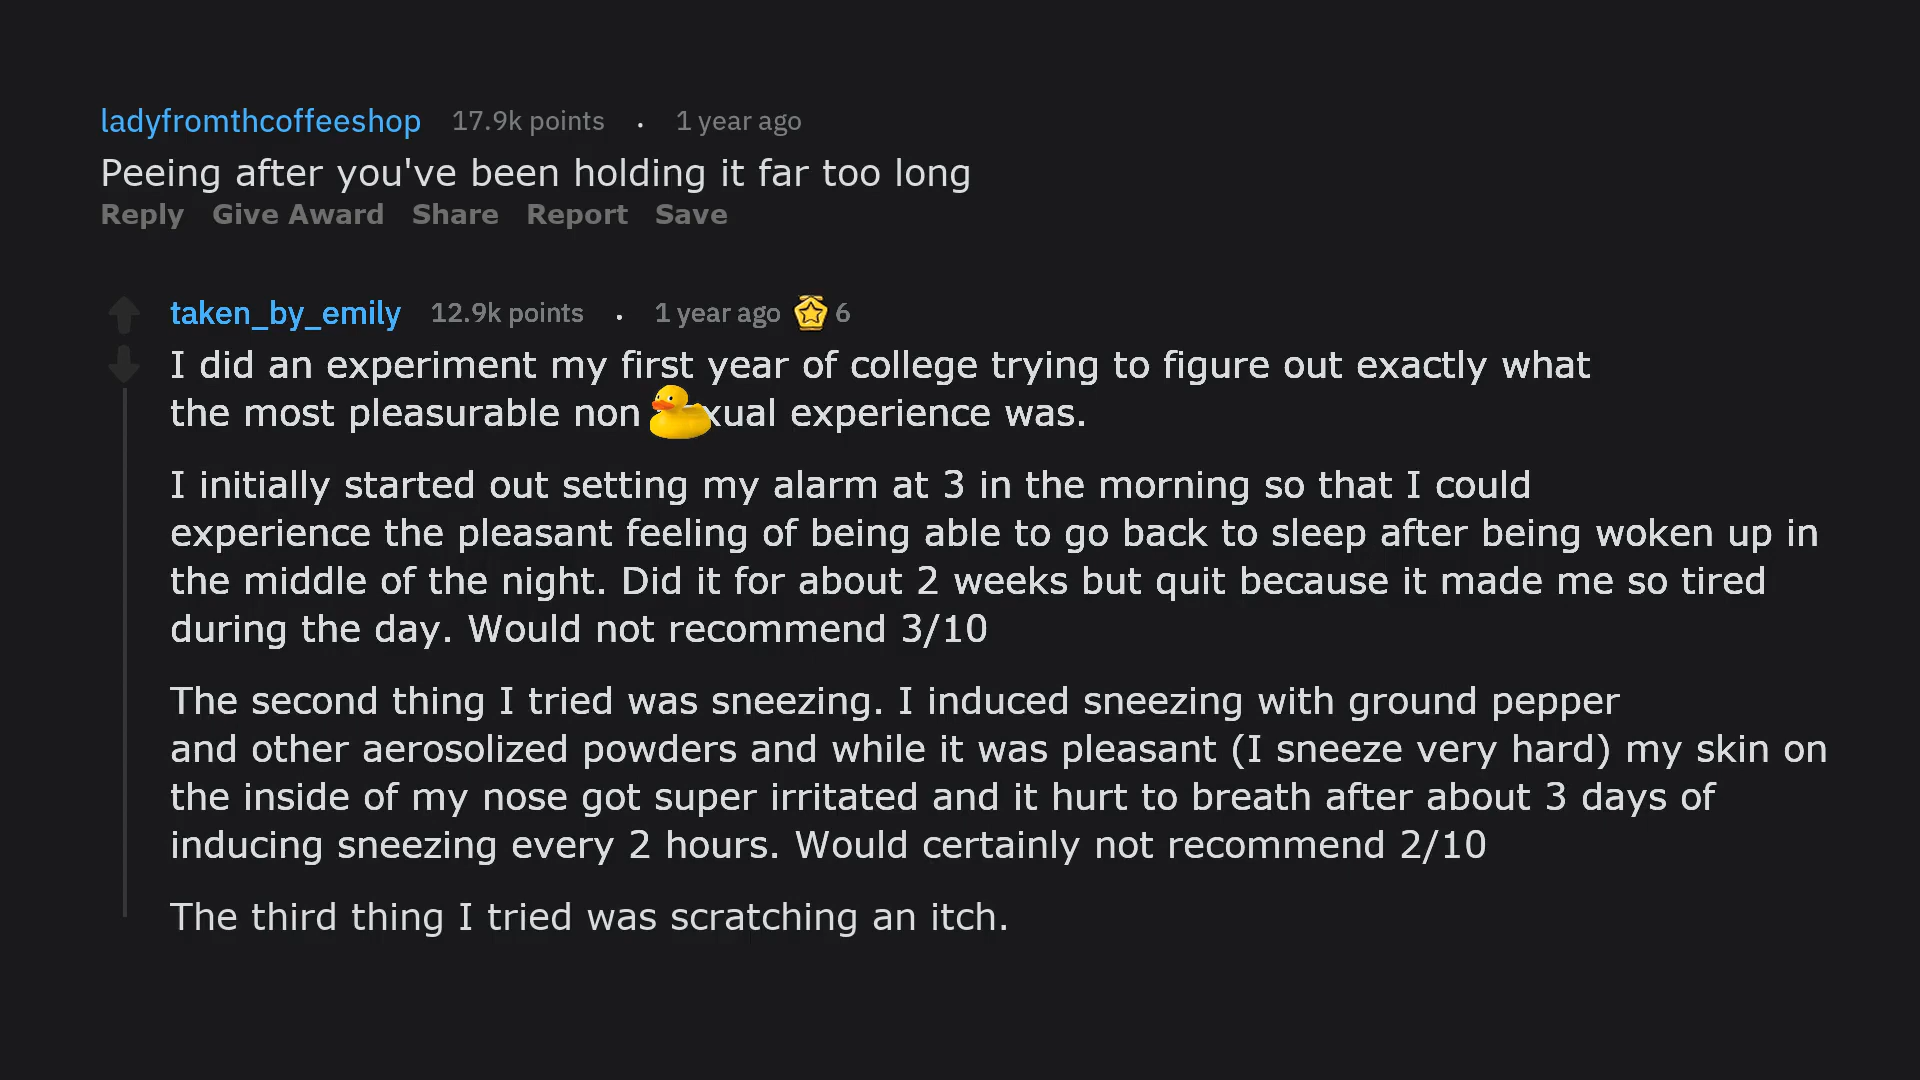 ladyfromthcoffeeshop 17.9k points . 1 year ago
Peeing after you've been holding it far too long
Reply Give Award Share Report Save
taken_by_emily 12.9k points . 1 year ago 6
I did an experiment my first year of college trying to figure out exactly what
the most pleasurable non xual experience was.
I initially started out setting my alarm at 3 in the morning so that I could
experience the pleasant feeling of being able to go back to sleep after being woken up in
the middle of the night. Did it for about 2 weeks but quit because it made me so tired
during the day. Would not recommend 3/10
The second thing I tried was sneezing. I induced sneezing with ground pepper
and other aerosolized powders and while it was pleasant (I sneeze very hard) my skin on
the inside of my nose got super irritated and it hurt to breath after about 3 days of
inducing sneezing every 2 hours. Would certainly not recommend 2/10
The third thing I tried was scratching an itch.